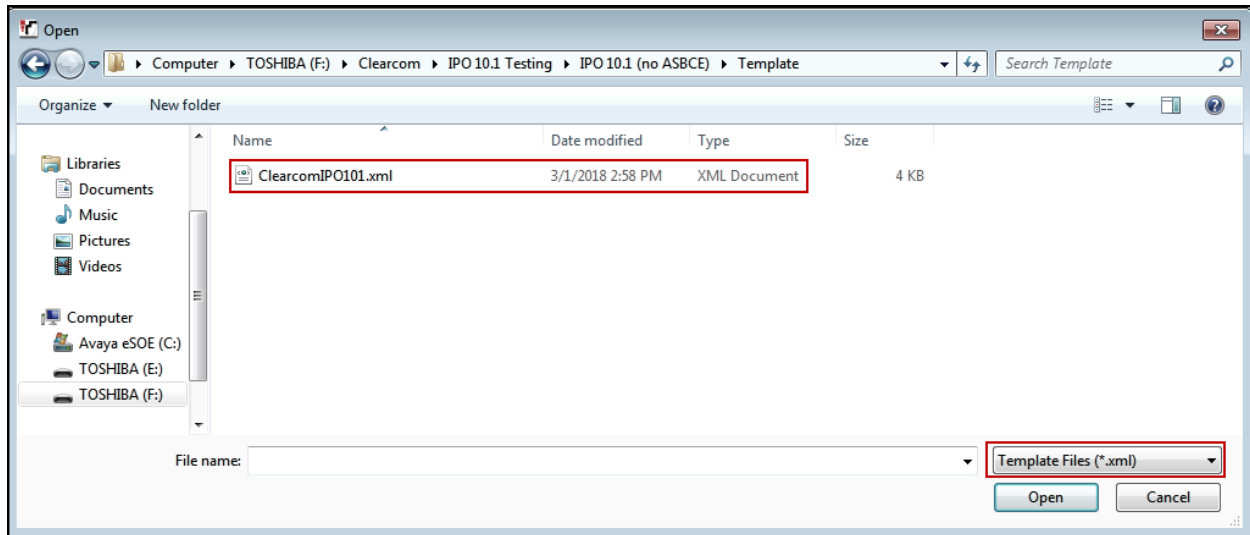 Open
Computer ▸ TOSHIBA (F:) ▸ Clearcom ▸ IPO 10.1 Testing ▸ IPO 10.1 (no ASBCE) ▸ Template Search Template
Organize New folder
Name Date modified Type Size
Libraries
ClearcomIPO101.xml 3/1/2018 2:58 PM XML Document 4 KB
Documents
Music
Pictures
Videos
Computer
Avaya eSOE (C:)
TOSHIBA (E:)
TOSHIBA (F:)
File name: Template Files (*.xml)
Open Cancel